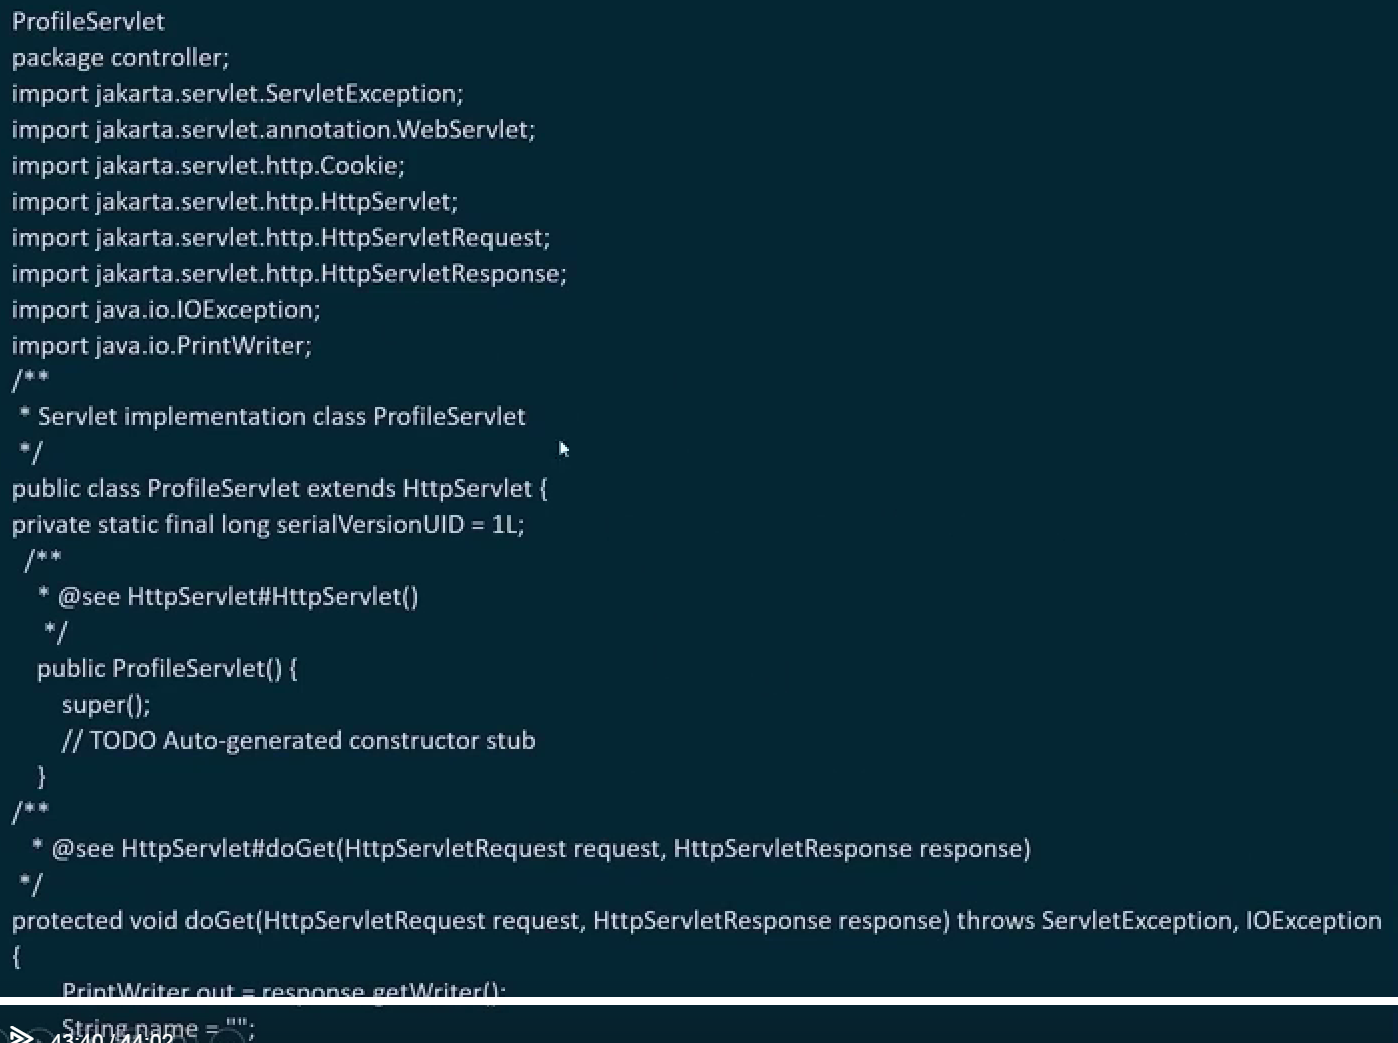 ProfileServlet
package controller;
import jakarta.servlet.ServletException;
import jakarta.servlet.annotation.WebServlet;
import jakarta.servlet.http.Cookie;
import jakarta.servlet.http.HttpServlet;
import jakarta.servlet.http.HttpServletRequest;
import jakarta.servlet.http.HttpServletResponse;
import java.io.IOException;
import java.io.PrintWriter;
/**
 * Servlet implementation class ProfileServlet
 */
public class ProfileServlet extends HttpServlet {
private static final long serialVersionUID = 1L;
  /**
   * @see HttpServlet#HttpServlet()
   */
  public ProfileServlet() {
    super();
    // TODO Auto-generated constructor stub
  }
/**
  * @see HttpServlet#doGet(HttpServletRequest request, HttpServletResponse response)
 */
protected void doGet(HttpServletRequest request, HttpServletResponse response) throws ServletException, IOException
{
    PrintWriter out = response.getWriter();
    String name = "";
43:40 / 44:02